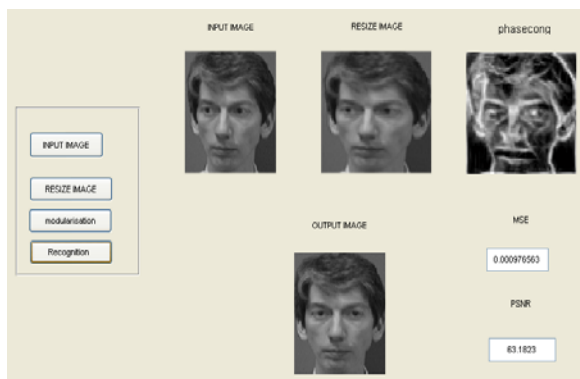 INPUT IMAGE
RESIZE IMAGE
phasecong
INPUT IMAGE
RESIZE IMAGE
modularisation
Recognition
OUTPUT IMAGE
MSE
0.000976563
PSNR
63.1823